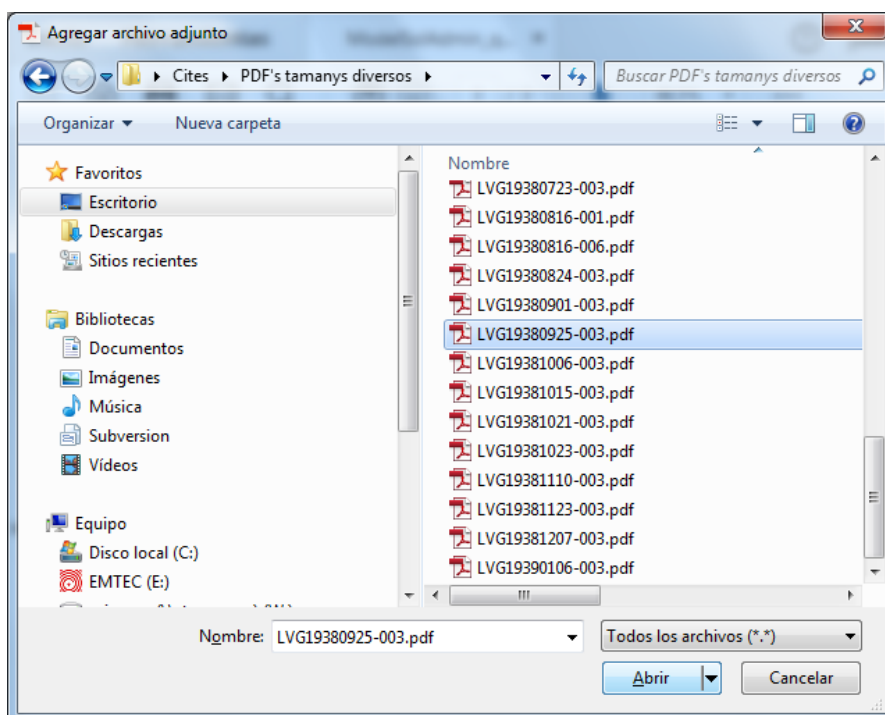 Agregar archivo adjunto
Cites PDF's tamanys diversos
Buscar PDF's tamanys diversos
Organizar Nueva carpeta
Favoritos
Escritorio
Descargas
Sitios recientes
Bibliotecas
Documentos
Imágenes
Música
Subversion
Vídeos
Equipo
Disco local (C:)
EMTEC (E:)
Nombre
LVG19380723-003.pdf
LVG19380816-001.pdf
LVG19380816-006.pdf
LVG19380824-003.pdf
LVG19380901-003.pdf
LVG19380925-003.pdf
LVG19381006-003.pdf
LVG19381015-003.pdf
LVG19381021-003.pdf
LVG19381023-003.pdf
LVG19381110-003.pdf
LVG19381123-003.pdf
LVG19381207-003.pdf
LVG19390106-003.pdf
Nombre: LVG19380925-003.pdf
Todos los archivos (*.*)
Abrir Cancelar